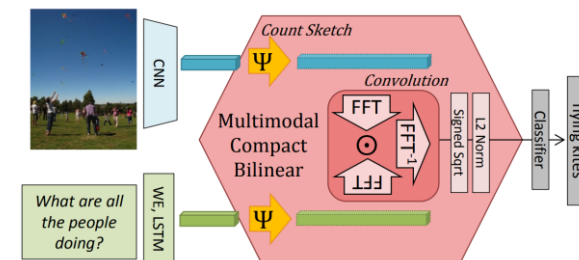 Count Sketch
CNN
Ψ
Convolution
FFT
Multimodal
Compact
Bilinear
FFT-1
FFT
Signed Sqrt
L2 Norm
Classifier
flying kites
What are all
the people
doing?
WE, LSTM
Ψ